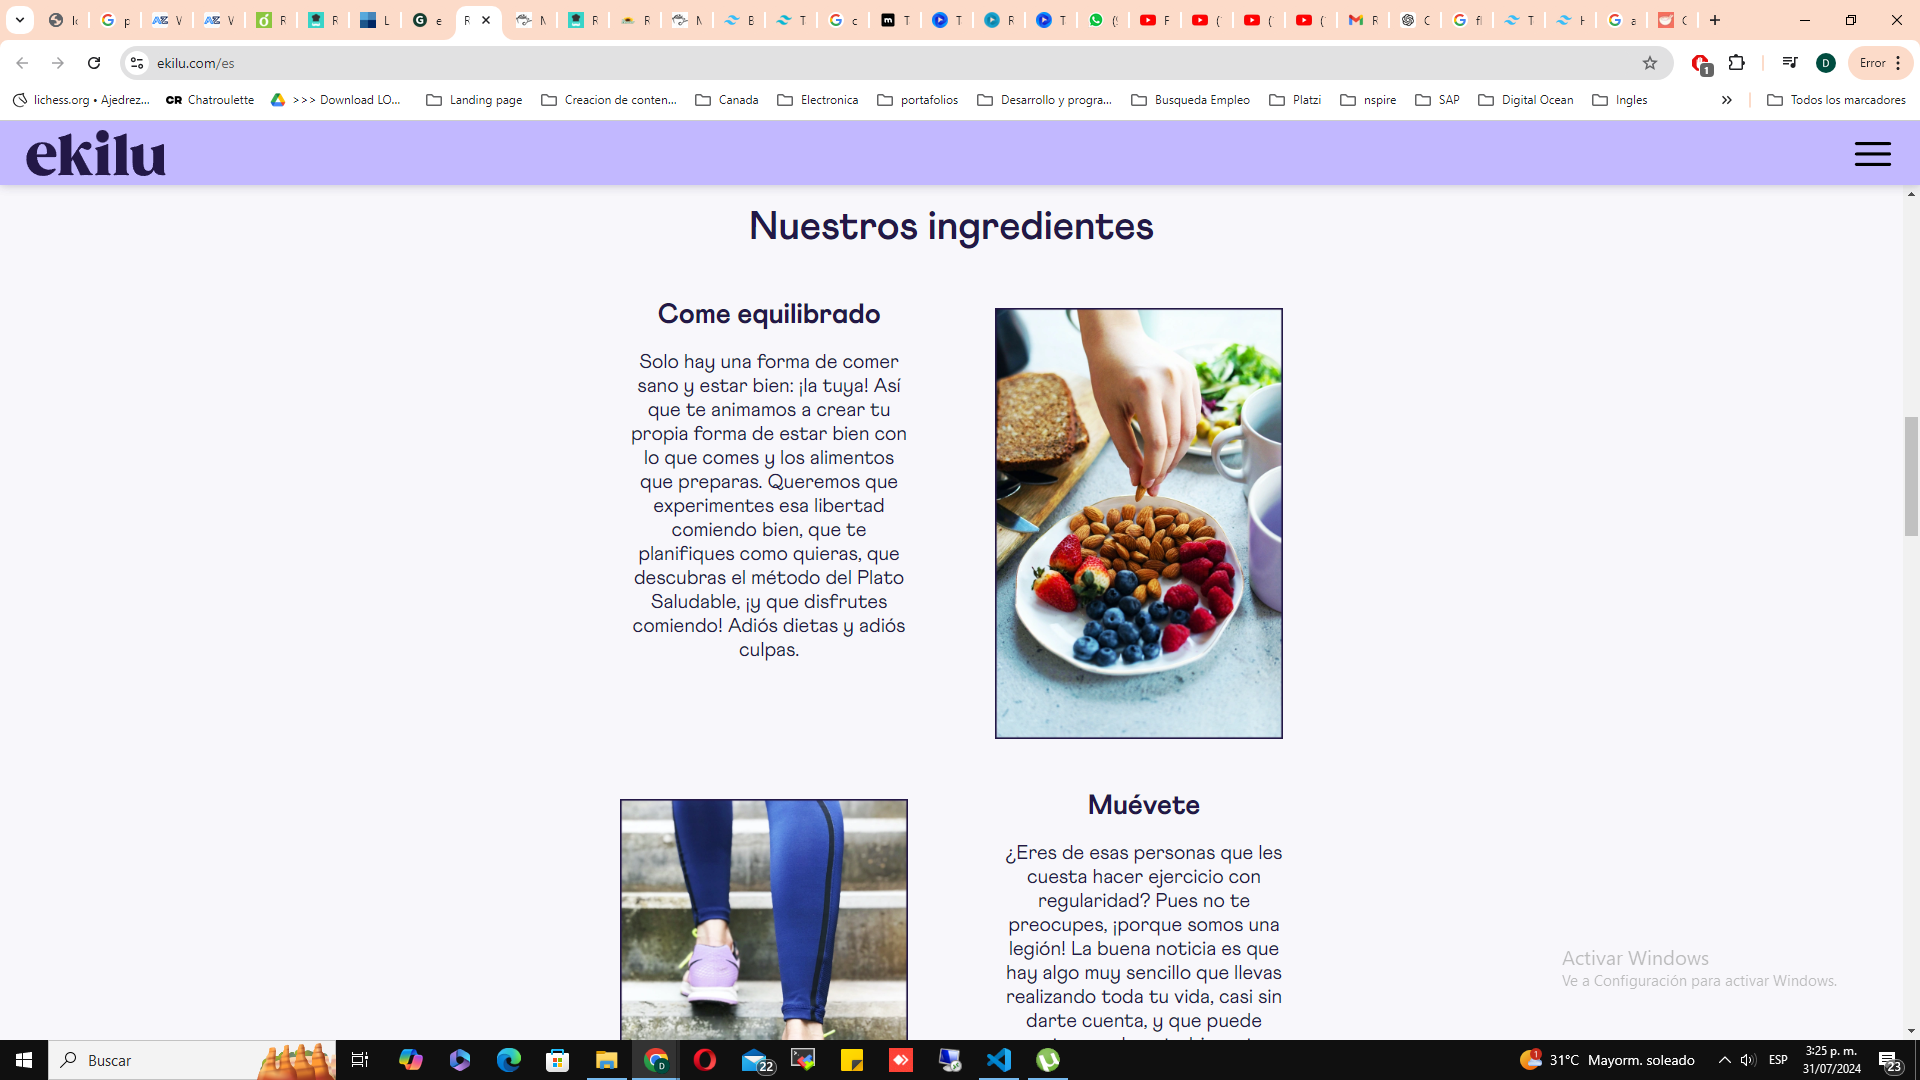 ekilu.com/es
1
D
Error
lichess.org • Ajedrez...
CR Chatroulette
>>> Download LO...
Landing page
Creacion de conten...
Canada
Electronica
portafolios
Desarrollo y progra...
Busqueda Empleo
Platzi
nspire
SAP
Digital Ocean
Ingles
Todos los marcadores
ekilu
Nuestros ingredientes
Come equilibrado
Solo hay una forma de comer
sano y estar bien: ¡la tuya! Así
que te animamos a crear tu
propia forma de estar bien con
lo que comes y los alimentos
que preparas. Queremos que
experimentes esa libertad
comiendo bien, que te
planifiques como quieras, que
descubras el método del Plato
Saludable, ¡y que disfrutes
comiendo! Adiós dietas y adiós
culpas.
Muévete
¿Eres de esas personas que les
cuesta hacer ejercicio con
regularidad? Pues no te
preocupes, ¡porque somos una
legión! La buena noticia es que
hay algo muy sencillo que llevas
realizando toda tu vida, casi sin
darte cuenta, y que puede
Activar Windows
Ve a Configuración para activar Windows.
Buscar
22
1
31°C Mayorm. soleado
ESP
3:25 p. m.
31/07/2024
23